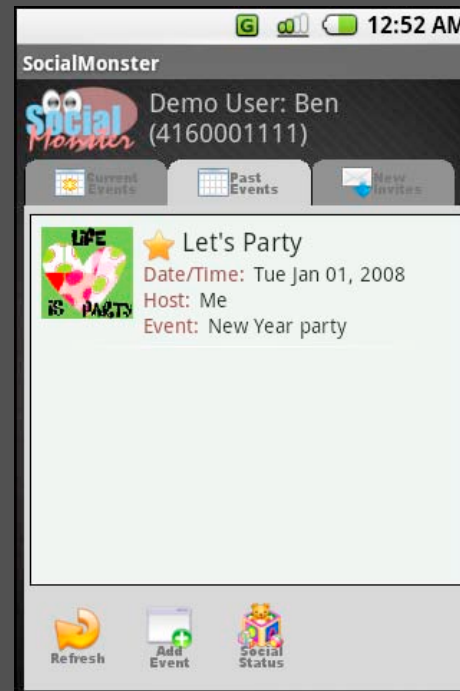 G 12:52 AM
SocialMonster
Social
Monster
Demo User: Ben
(4160001111)
Current
Events
Past
Events
New
Invites
LIFE
IS PARTY
Let's Party
Date/Time: Tue Jan 01, 2008
Host: Me
Event: New Year party
Refresh
Add
Event
Social
Status